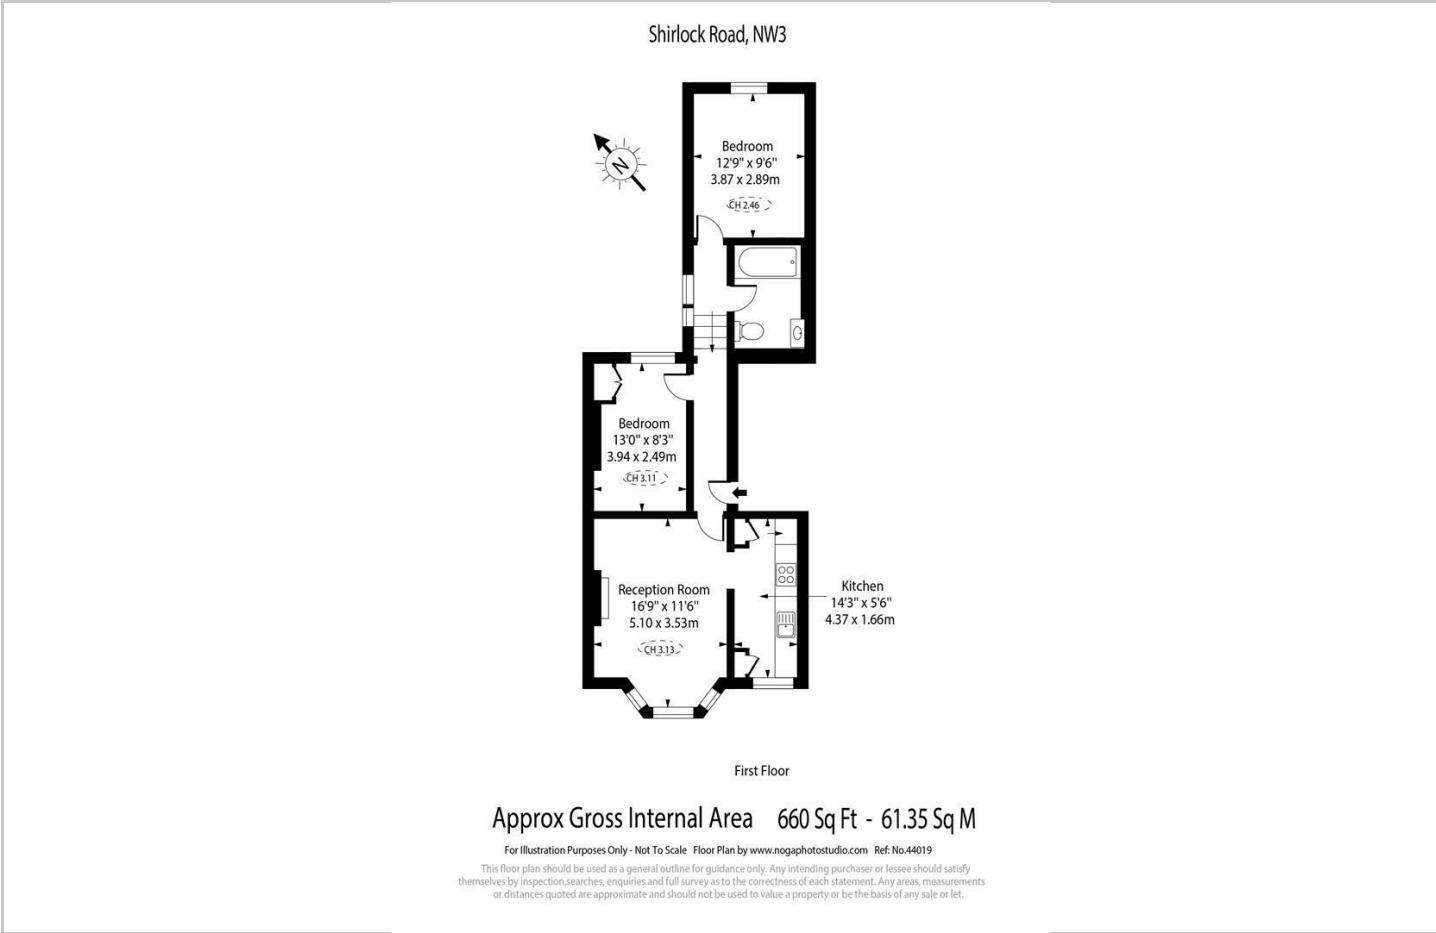 Shirlock Road, NW3
N
Bedroom
12'9" x 9'6"
3.87 x 2.89m
CH 2.46
Bedroom
13'0" x 8'3"
3.94 x 2.49m
CH 3.11
Reception Room
16'9" x 11'6"
5.10 x 3.53m
CH 3.13
Kitchen
14'3" x 5'6"
4.37 x 1.66m
First Floor
Approx Gross Internal Area 660 Sq Ft - 61.35 Sq M
For Illustration Purposes Only - Not To Scale Floor Plan by www.nogaphotostudio.com Ref: No.44019
This floor plan should be used as a general outline for guidance only. Any intending purchaser or lessee should satisfy
themselves by inspection,searches, enquiries and full survey as to the correctness of each statement. Any areas, measurements
or distances quoted are approximate and should not be used to value a property or be the basis of any sale or let.